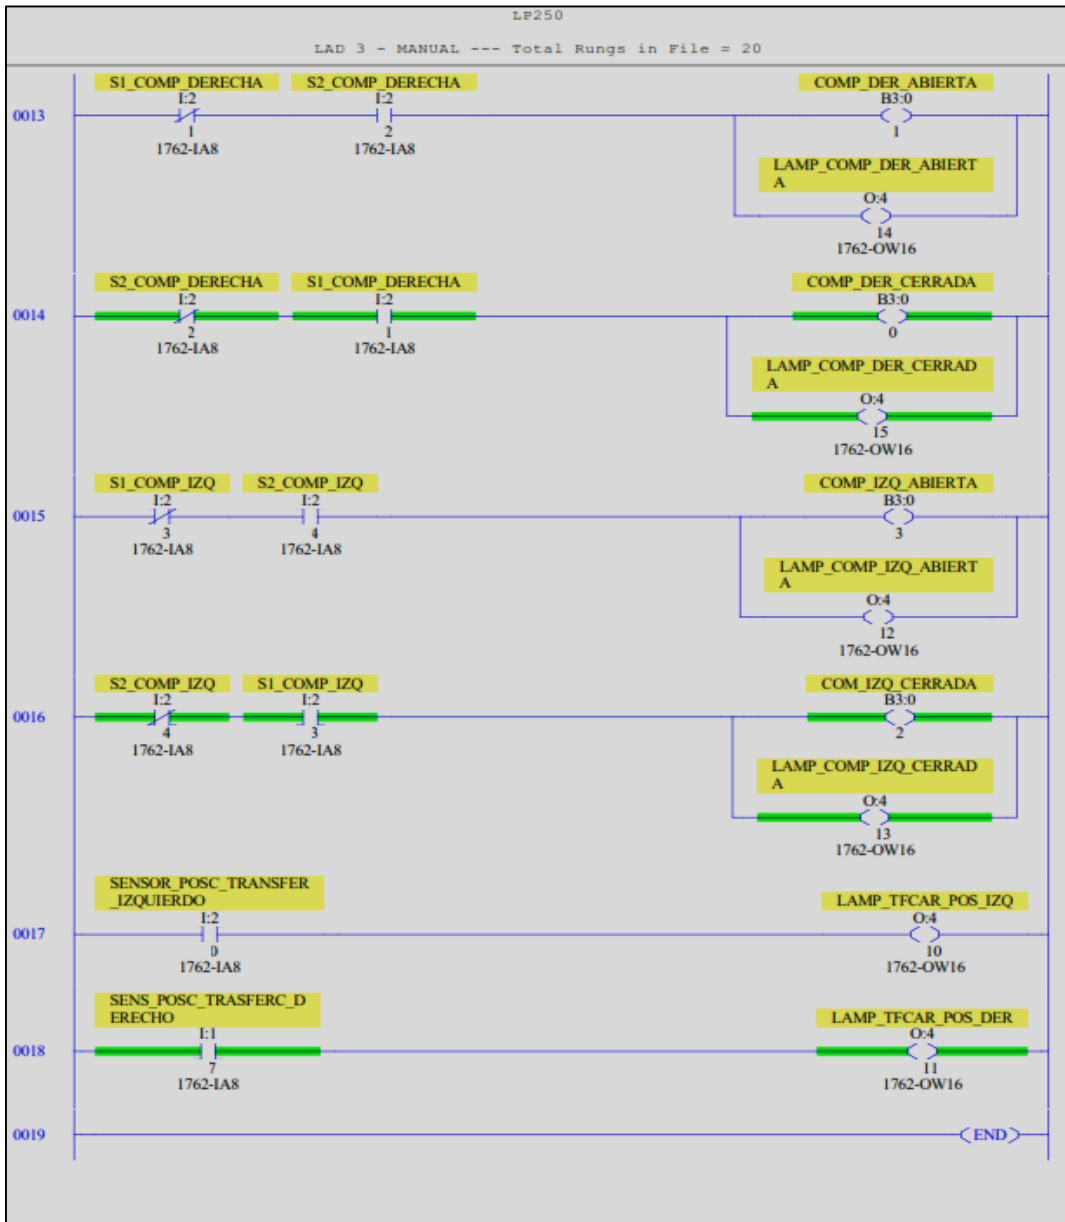 LP250
LAD 3 - MANUAL --- Total Rungs in File = 20
S1_COMP_DERECHA S2_COMP_DERECHA COMP_DER_ABIERTA
I:2 I:2 B3:0
0013
1 2 1
1762-IA8 1762-IA8
LAMP_COMP_DER_ABIERT
A
O:4
14
1762-OW16
S2_COMP_DERECHA S1_COMP_DERECHA COMP_DER_CERRADA
I:2 I:2 B3:0
0014
2 1 0
1762-IA8 1762-IA8
LAMP_COMP_DER_CERRAD
A
O:4
15
1762-OW16
S1_COMP_IZQ S2_COMP_IZQ COMP_IZQ_ABIERTA
I:2 I:2 B3:0
0015
3 4 3
1762-IA8 1762-IA8
LAMP_COMP_IZQ_ABIERT
A
O:4
12
1762-OW16
S2_COMP_IZQ S1_COMP_IZQ COM_IZQ_CERRADA
I:2 I:2 B3:0
0016
4 3 2
1762-IA8 1762-IA8
LAMP_COMP_IZQ_CERRAD
A
O:4
13
1762-OW16
SENSOR_POSC_TRANSFER
_IZQUIERDO LAMP_TFCAR_POS_IZQ
I:2 O:4
0017
0 10
1762-IA8 1762-OW16
SENS_POSC_TRASFERC_D
ERECHO LAMP_TFCAR_POS_DER
I:1 O:4
0018
7 11
1762-IA8 1762-OW16
0019 END